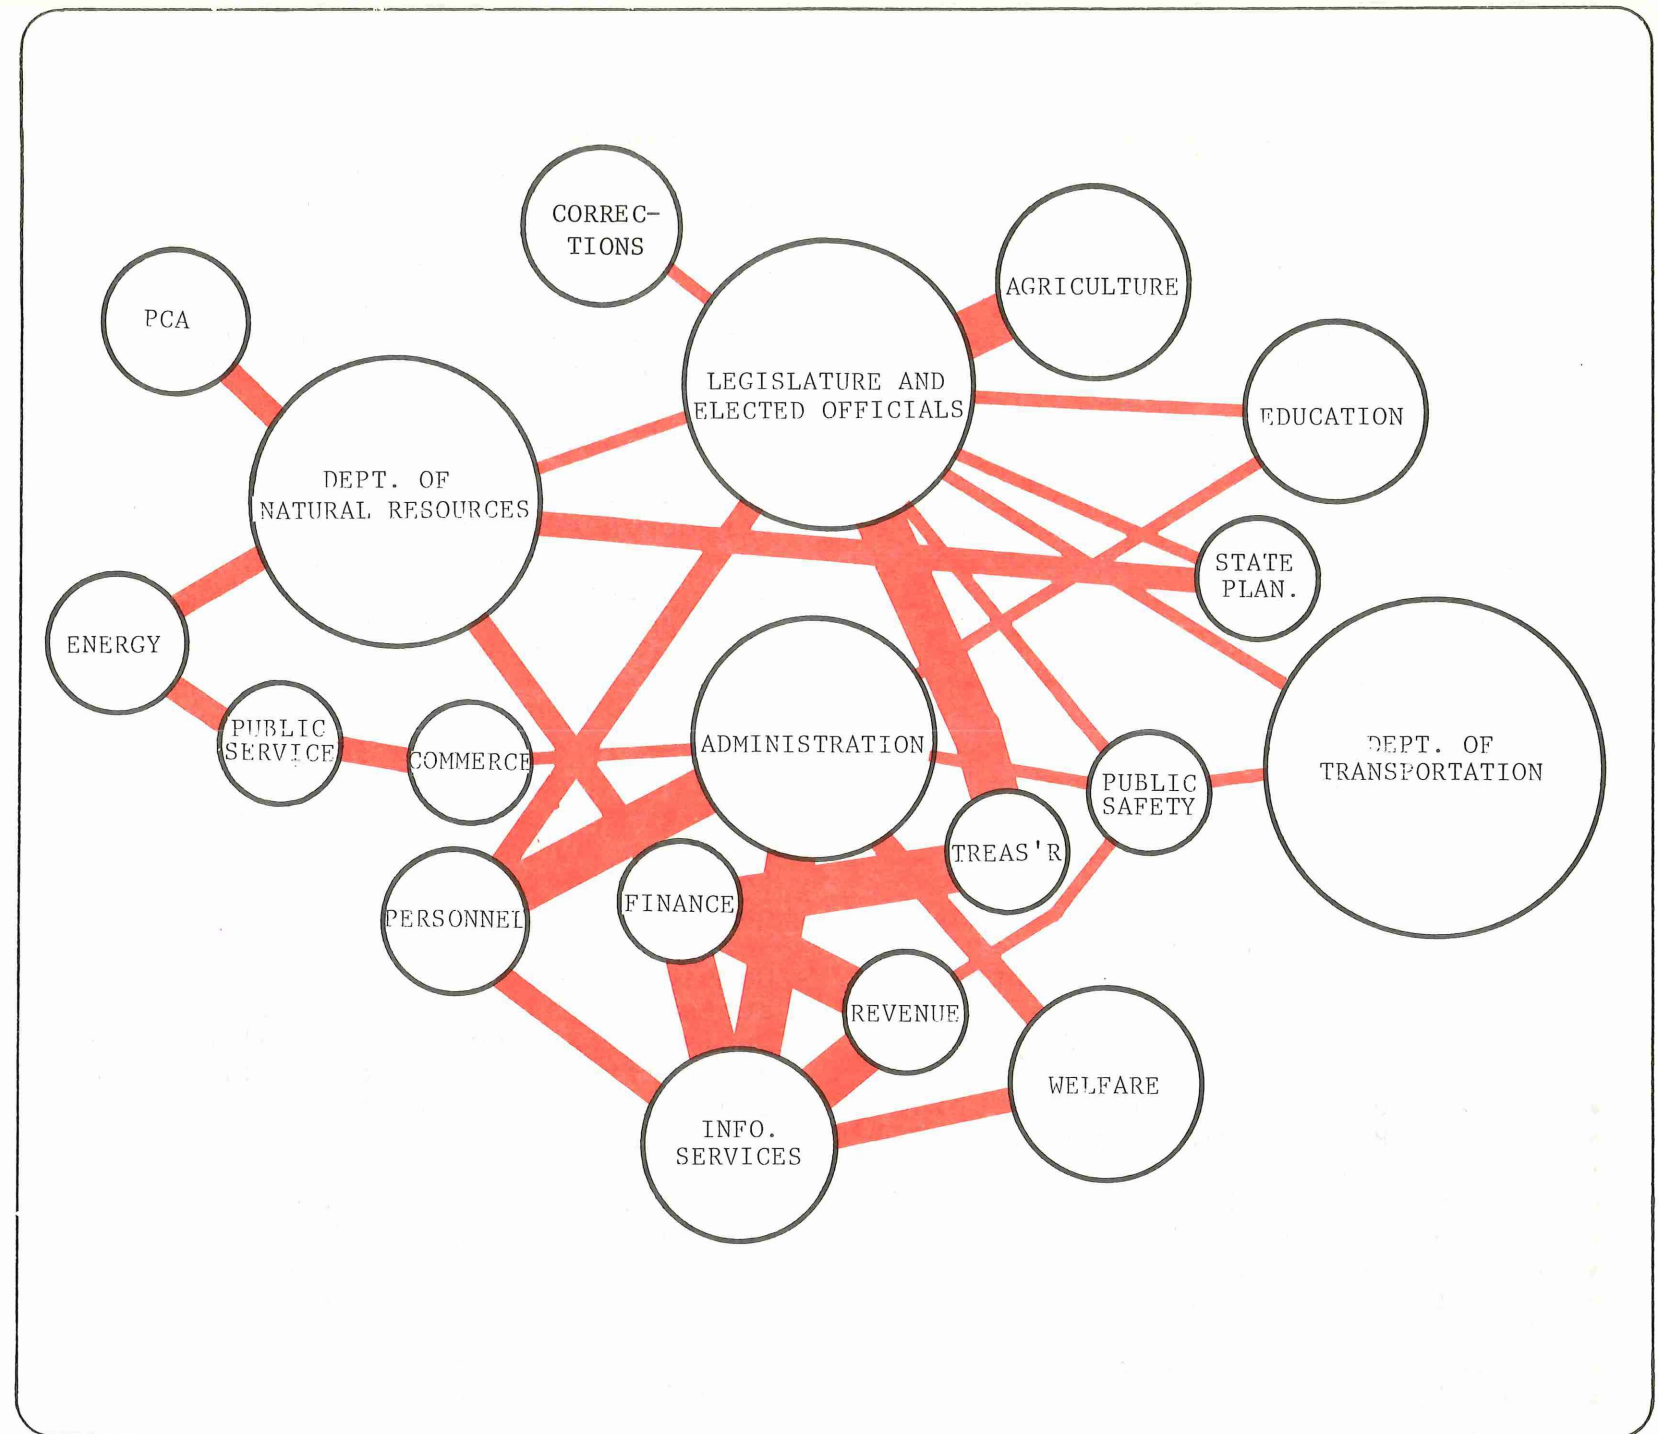 CORREC-
TIONS
AGRICULTURE
PCA
LEGISLATURE AND
ELECTED OFFICIALS
EDUCATION
DEPT. OF
NATURAL RESOURCES
STATE
PLAN.
ENERGY
PUBLIC
SERVICE
COMMERCE
ADMINISTRATION
DEPT. OF
TRANSPORTATION
PUBLIC
SAFETY
TREAS'R
PERSONNEL
FINANCE
REVENUE
WELFARE
INFO.
SERVICES